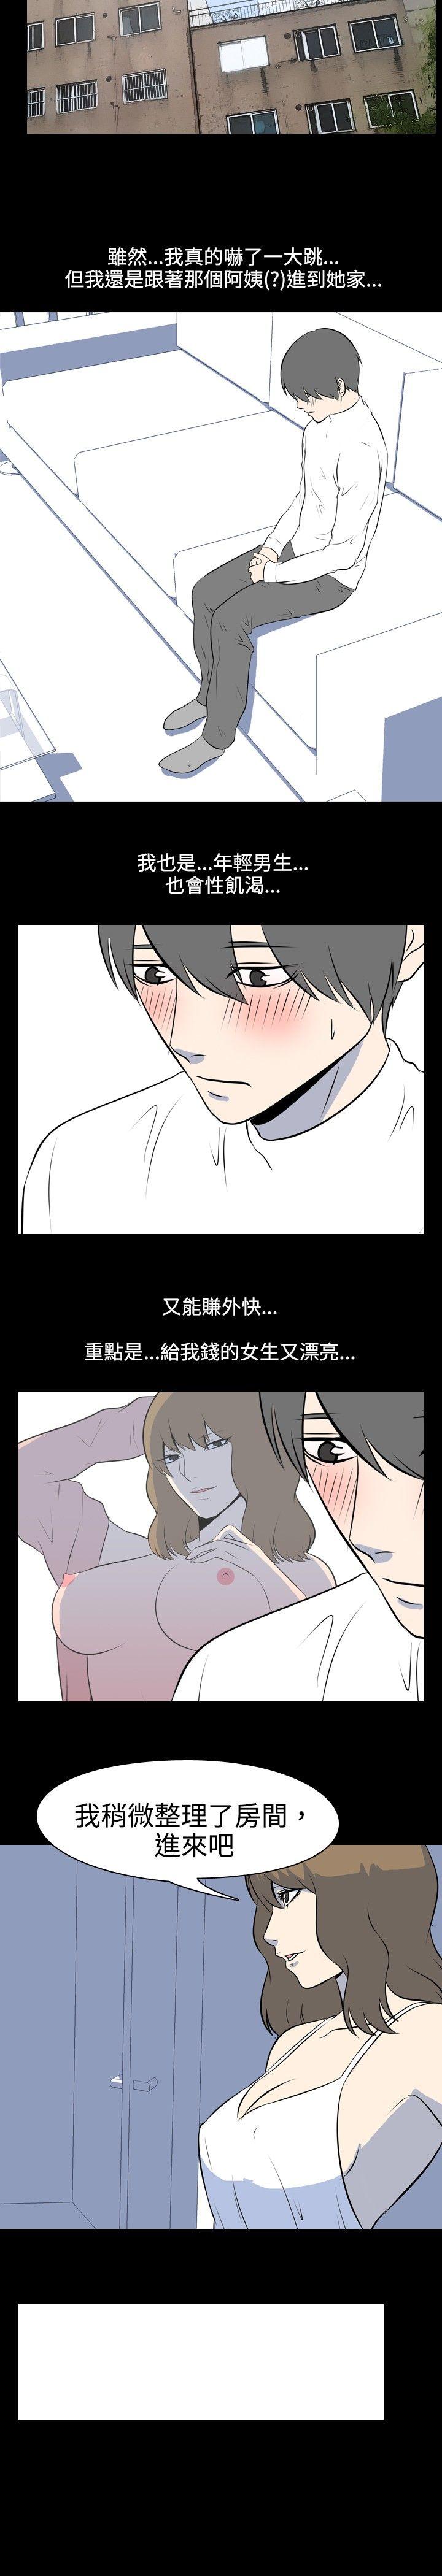 雖然...我真的嚇了一大跳...
但我還是跟著那個阿姨(?)進到她家...
我也是...年輕男生...
也會性飢渴...
又能賺外快...
重點是...給我錢的女生又漂亮...
我稍微整理了房間，
進來吧